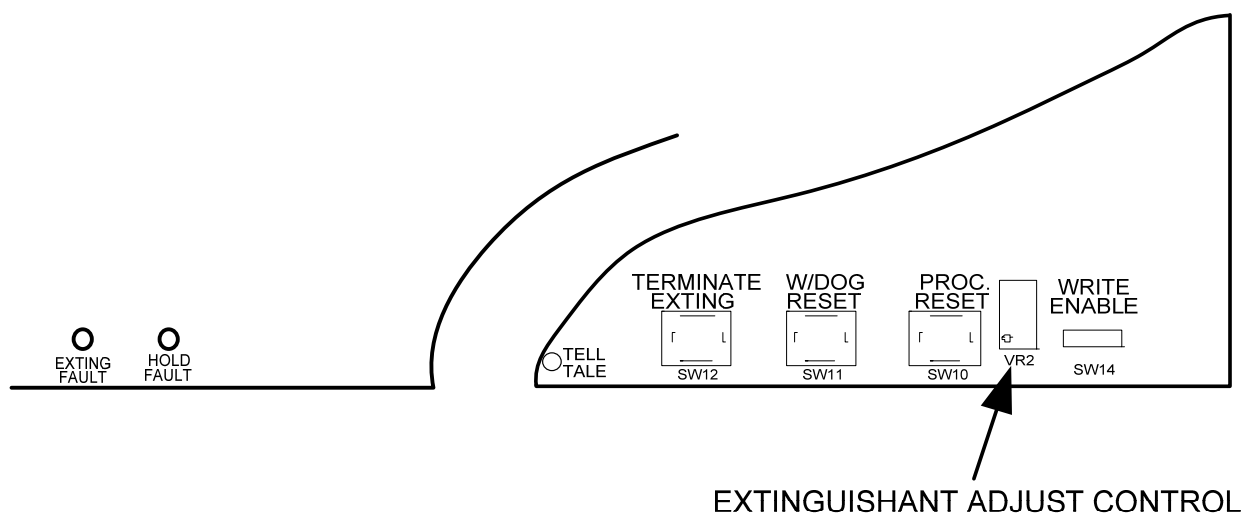 TERMINATE
EXTING
W/DOG
RESET
PROC.
RESET
WRITE
ENABLE
EXTING
FAULT
HOLD
FAULT
TELL
TALE
SW12
SW11
SW10
VR2
SW14
EXTINGUISHANT ADJUST CONTROL